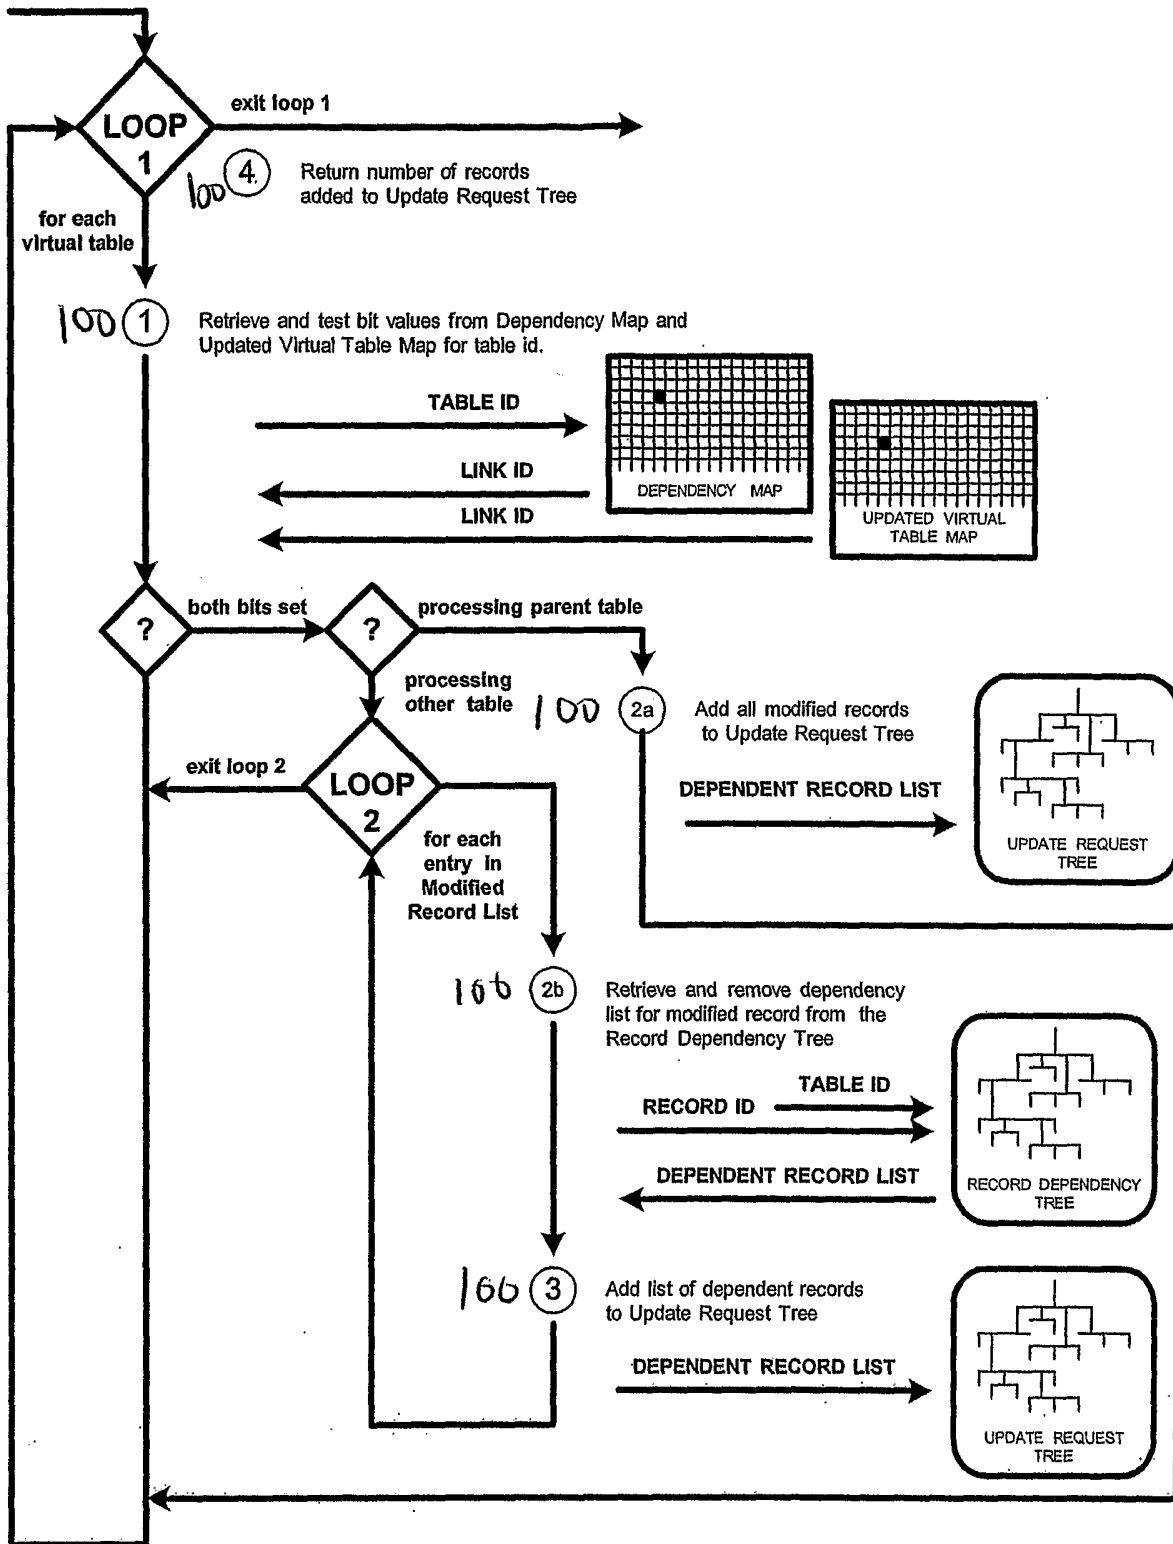 LOOP
1
exit loop 1
100 4.
Return number of records
added to Update Request Tree
for each
virtual table
100 1
Retrieve and test bit values from Dependency Map and
Updated Virtual Table Map for table id.
TABLE ID
LINK ID
LINK ID
DEPENDENCY MAP
UPDATED VIRTUAL
TABLE MAP
?
both bits set
?
processing parent table
processing
other table
100 2a
Add all modified records
to Update Request Tree
DEPENDENT RECORD LIST
UPDATE REQUEST
TREE
exit loop 2
LOOP
2
for each
entry in
Modified
Record List
100 2b
Retrieve and remove dependency
list for modified record from the
Record Dependency Tree
TABLE ID
RECORD ID
DEPENDENT RECORD LIST
RECORD DEPENDENCY
TREE
100 3
Add list of dependent records
to Update Request Tree
DEPENDENT RECORD LIST
UPDATE REQUEST
TREE